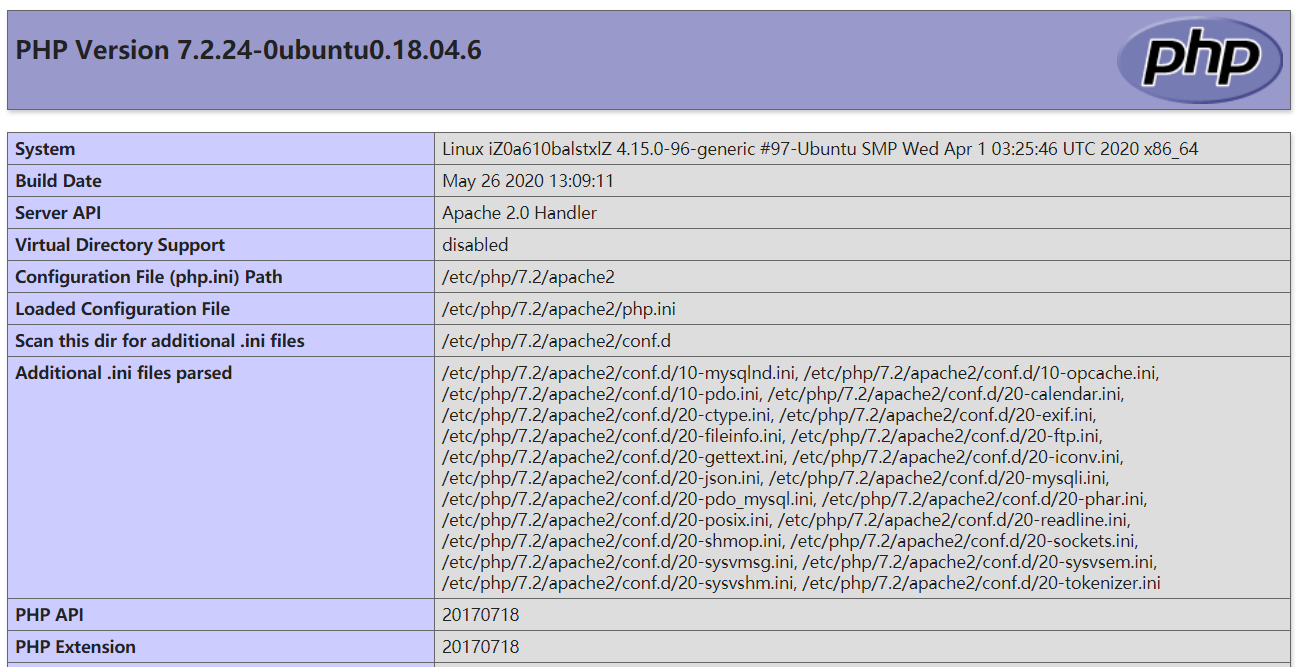 PHP Version 7.2.24-0ubuntu0.18.04.6
php
System Linux iZ0a610balstxlZ 4.15.0-96-generic #97-Ubuntu SMP Wed Apr 1 03:25:46 UTC 2020 x86_64
Build Date May 26 2020 13:09:11
Server API Apache 2.0 Handler
Virtual Directory Support disabled
Configuration File (php.ini) Path /etc/php/7.2/apache2
Loaded Configuration File /etc/php/7.2/apache2/php.ini
Scan this dir for additional .ini files /etc/php/7.2/apache2/conf.d
Additional .ini files parsed /etc/php/7.2/apache2/conf.d/10-mysqlnd.ini, /etc/php/7.2/apache2/conf.d/10-opcache.ini,
/etc/php/7.2/apache2/conf.d/10-pdo.ini, /etc/php/7.2/apache2/conf.d/20-calendar.ini,
/etc/php/7.2/apache2/conf.d/20-ctype.ini, /etc/php/7.2/apache2/conf.d/20-exif.ini,
/etc/php/7.2/apache2/conf.d/20-fileinfo.ini, /etc/php/7.2/apache2/conf.d/20-ftp.ini,
/etc/php/7.2/apache2/conf.d/20-gettext.ini, /etc/php/7.2/apache2/conf.d/20-iconv.ini,
/etc/php/7.2/apache2/conf.d/20-json.ini, /etc/php/7.2/apache2/conf.d/20-mysqli.ini,
/etc/php/7.2/apache2/conf.d/20-pdo_mysql.ini, /etc/php/7.2/apache2/conf.d/20-phar.ini,
/etc/php/7.2/apache2/conf.d/20-posix.ini, /etc/php/7.2/apache2/conf.d/20-readline.ini,
/etc/php/7.2/apache2/conf.d/20-shmop.ini, /etc/php/7.2/apache2/conf.d/20-sockets.ini,
/etc/php/7.2/apache2/conf.d/20-sysvmsg.ini, /etc/php/7.2/apache2/conf.d/20-sysvsem.ini,
/etc/php/7.2/apache2/conf.d/20-sysvshm.ini, /etc/php/7.2/apache2/conf.d/20-tokenizer.ini
PHP API 20170718
PHP Extension 20170718